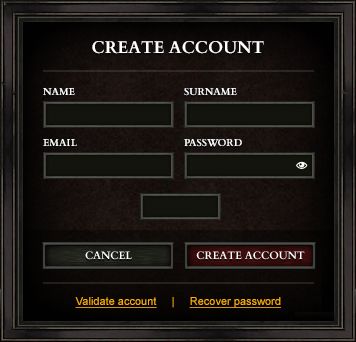 CREATE ACCOUNT
NAME SURNAME
EMAIL PASSWORD
CANCEL CREATE ACCOUNT
Validate account | Recover password